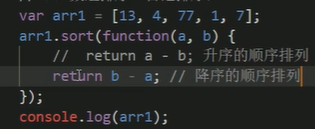 var arr1 = [13, 4, 77, 1, 7];
arr1.sort(function(a, b) {
//  return a - b; 升序的顺序排列
return b - a; // 降序的顺序排列
});
console.log(arr1);